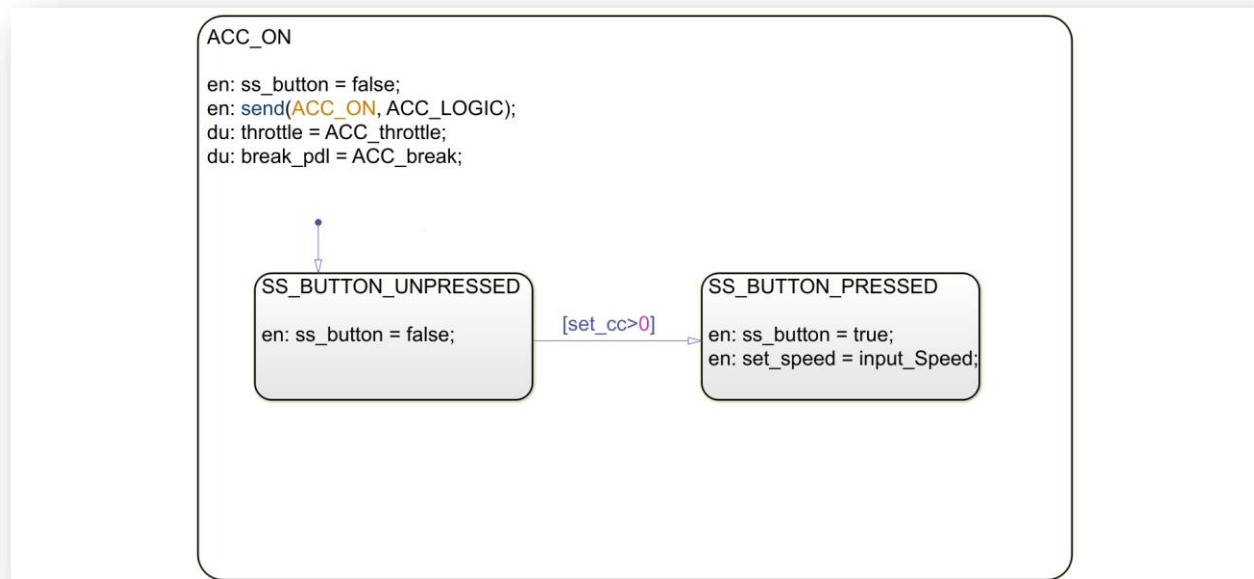 ACC_ON
en: ss_button = false;
en: send(ACC_ON, ACC_LOGIC);
du: throttle = ACC_throttle;
du: break_pdl = ACC_break;
SS_BUTTON_UNPRESSED
en: ss_button = false;
[set_cc>0]
SS_BUTTON_PRESSED
en: ss_button = true;
en: set_speed = input_Speed;